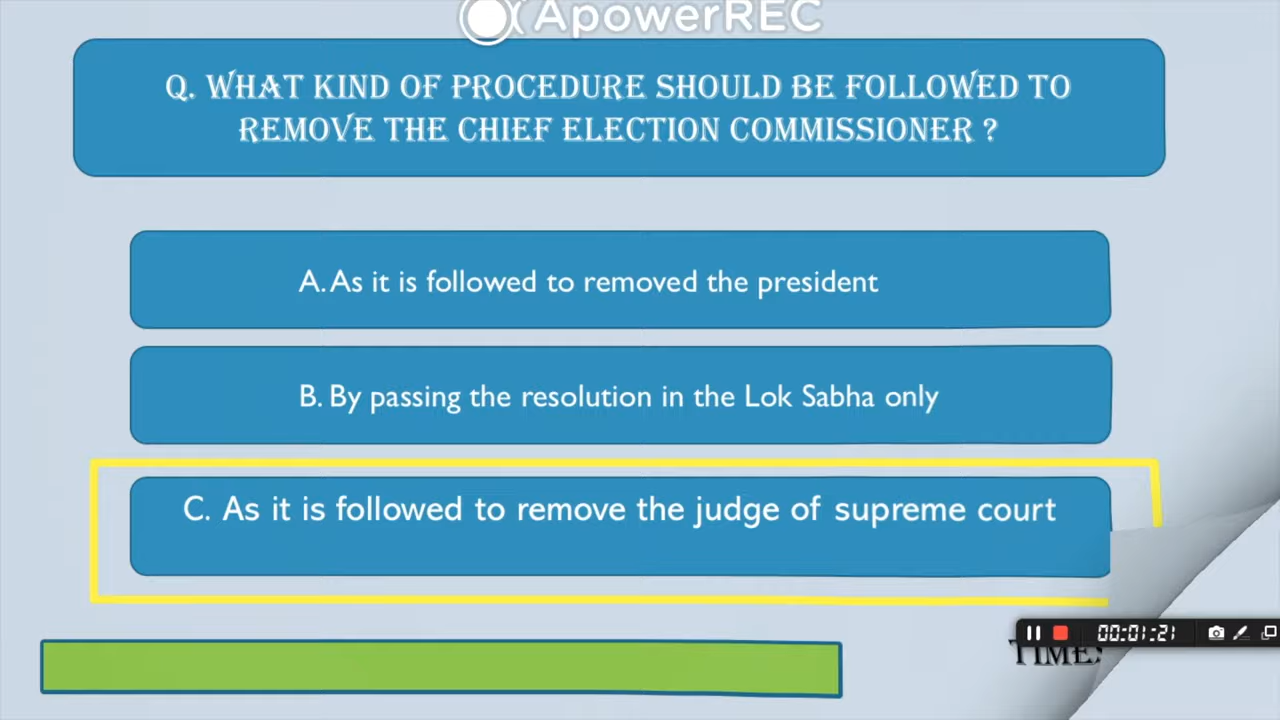 ApowerREC
Q. WHAT KIND OF PROCEDURE SHOULD BE FOLLOWED TO
REMOVE THE CHIEF ELECTION COMMISSIONER ?
A. As it is followed to removed the president
B. By passing the resolution in the Lok Sabha only
C. As it is followed to remove the judge of supreme court
00:01:21